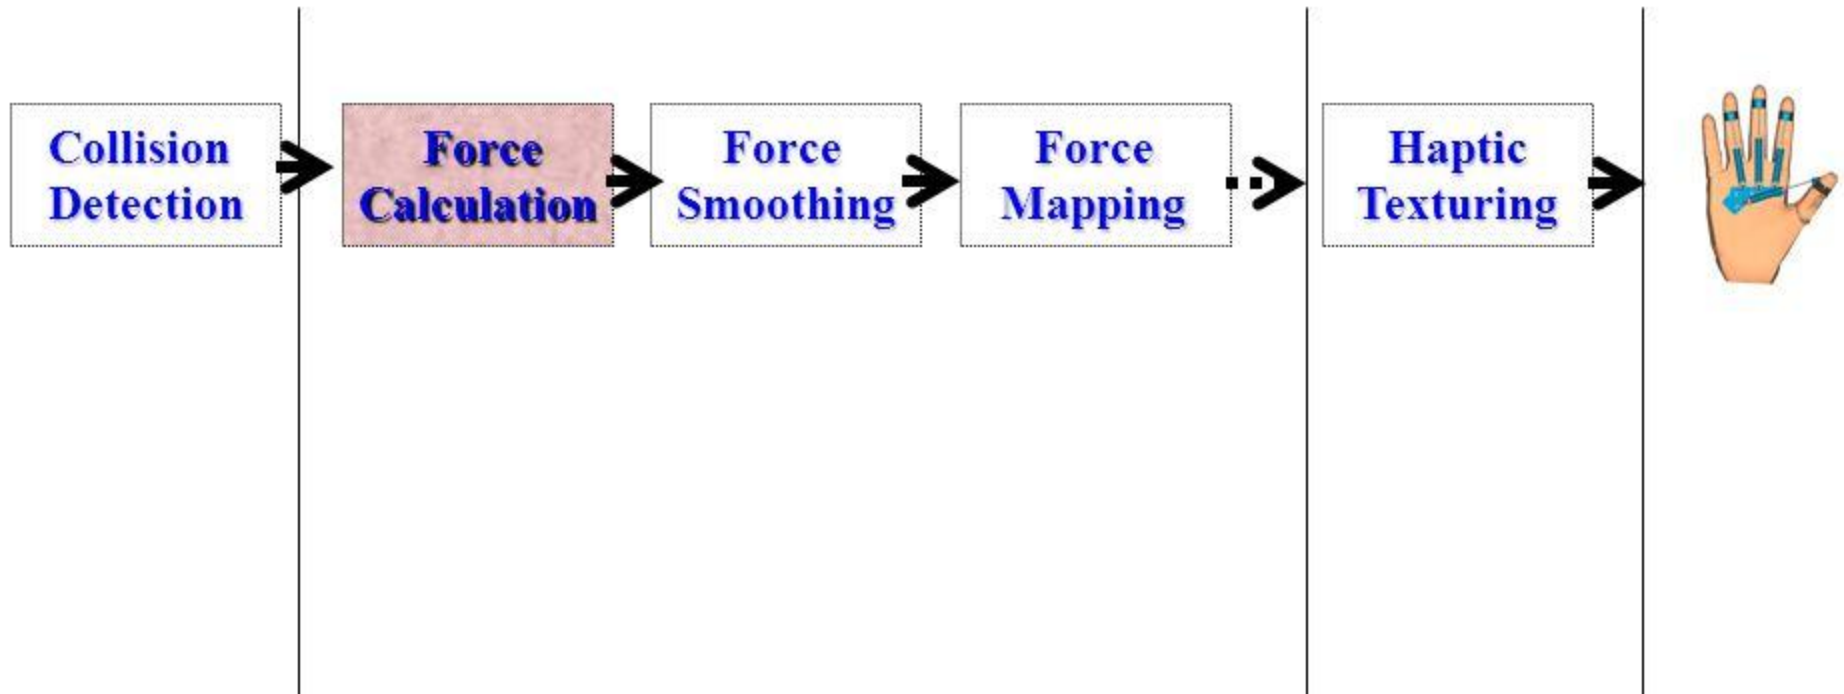 Collision
Detection
Force
Calculation
Force
Smoothing
Force
Mapping
Haptic
Texturing